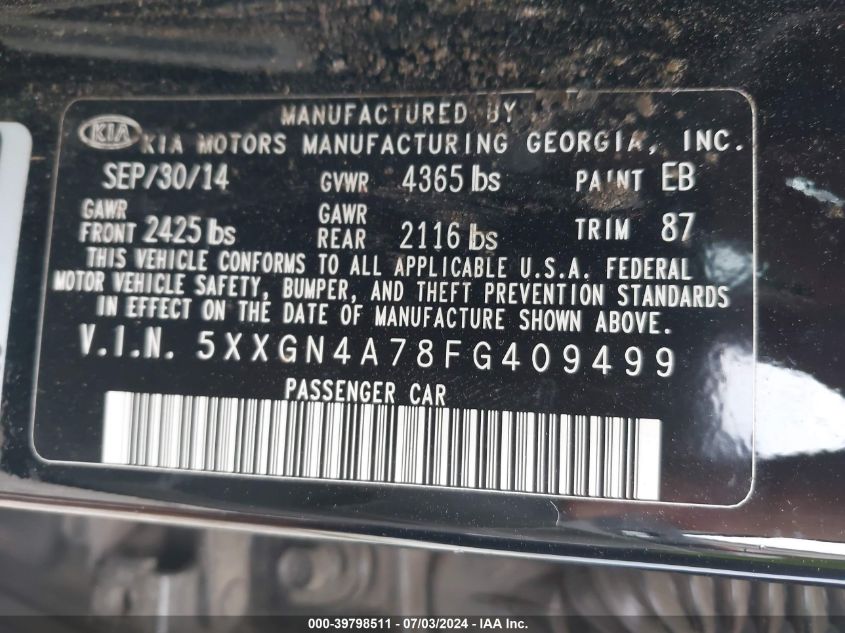 MANUFACTURED BY
KIA KIA MOTORS MANUFACTURING GEORGIA, INC.
SEP/30/14 GVWR 4365 lbs PAINT EB
GAWR FRONT 2425 lbs GAWR REAR 2116 lbs TRIM 87
THIS VEHICLE CONFORMS TO ALL APPLICABLE U.S.A. FEDERAL
MOTOR VEHICLE SAFETY, BUMPER, AND THEFT PREVENTION STANDARDS
IN EFFECT ON THE DATE OF MANUFACTURE SHOWN ABOVE.
V.I.N. 5XXGN4A78FG409499
PASSENGER CAR
000-39798511 - 07/03/2024 - IAA Inc.